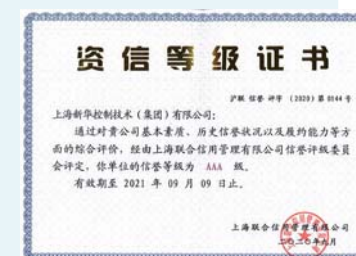 资信等级证书
沪联 信誉 评字 (2020) 第 0144 号
上海新华控制技术(集团)有限公司:
通过对贵公司基本素质、历史信誉状况以及履约能力等方
面的综合评价,经由上海联合信用管理有限公司信誉评级委员
会评定,你单位的信誉等级为 AAA 级。
有效期至 2021 年 09 月 09 日止。
上海联合信用管理有限公司
二〇二〇年九月